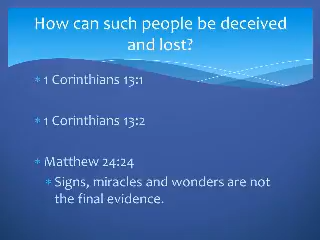 How can such people be deceived
and lost?
1 Corinthians 13:1
1 Corinthians 13:2
Matthew 24:24
Signs, miracles and wonders are not
the final evidence.